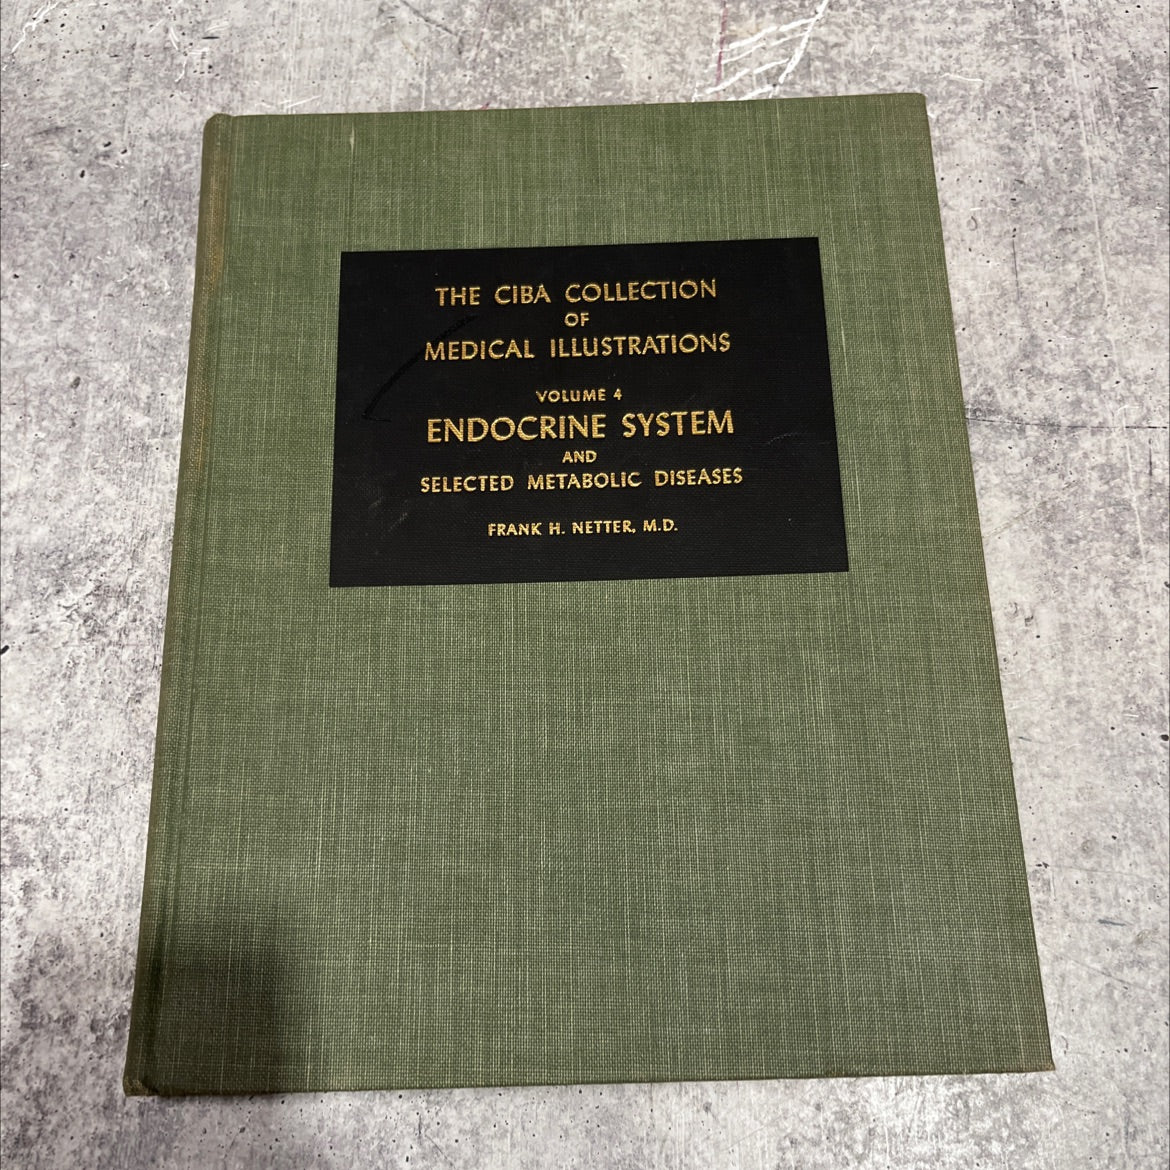 THE CIBA COLLECTION
OF
MEDICAL ILLUSTRATIONS
VOLUME 4
ENDOCRINE SYSTEM
AND
SELECTED METABOLIC DISEASES
FRANK H. NETTER, M.D.